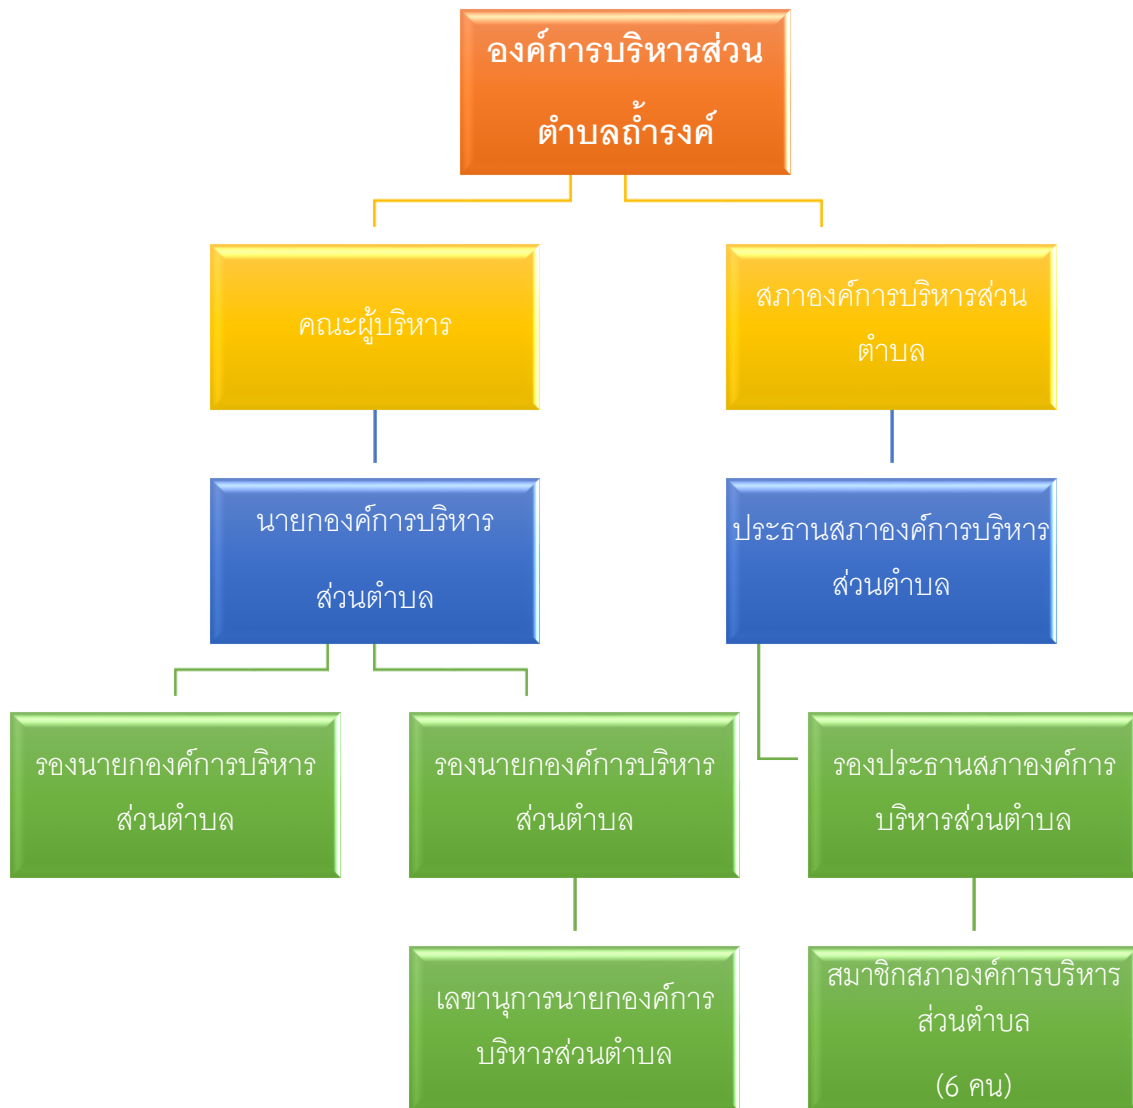 องค์การบริหารส่วน
ตำบลถ้ำรงค์
คณะผู้บริหาร
สภาองค์การบริหารส่วน
ตำบล
นายกองค์การบริหาร
ส่วนตำบล
ประธานสภาองค์การบริหาร
ส่วนตำบล
รองนายกองค์การบริหาร
ส่วนตำบล
รองนายกองค์การบริหาร
ส่วนตำบล
รองประธานสภาองค์การ
บริหารส่วนตำบล
เลขานุการนายกองค์การ
บริหารส่วนตำบล
สมาชิกสภาองค์การบริหาร
ส่วนตำบล
(6 คน)